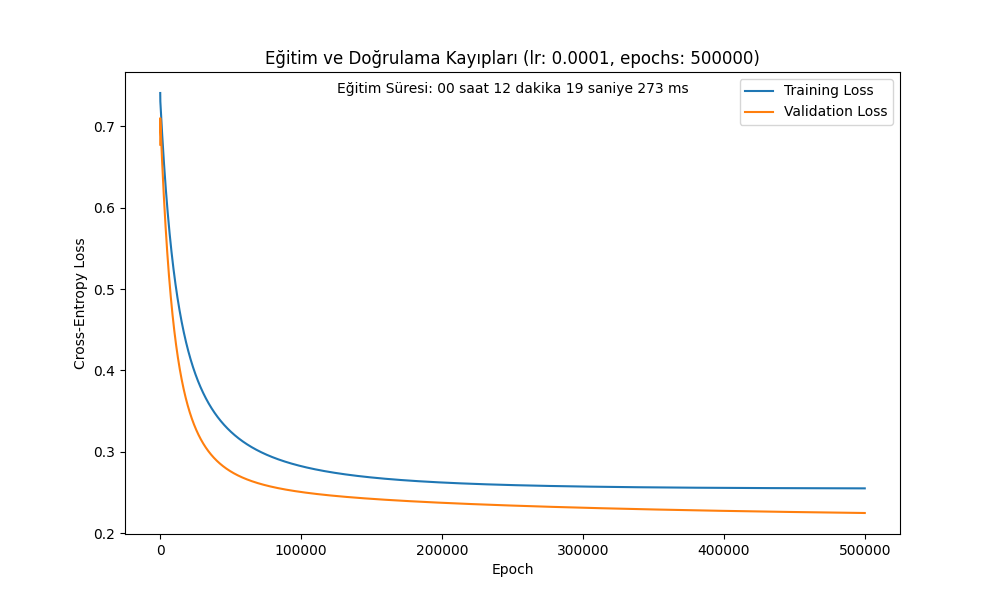 Eğitim ve Doğrulama Kayıpları (lr: 0.0001, epochs: 500000)
Eğitim Süresi: 00 saat 12 dakika 19 saniye 273 ms
Training Loss
Validation Loss
Cross-Entropy Loss
0.7
0.6
0.5
0.4
0.3
0.2
0 100000 200000 300000 400000 500000
Epoch